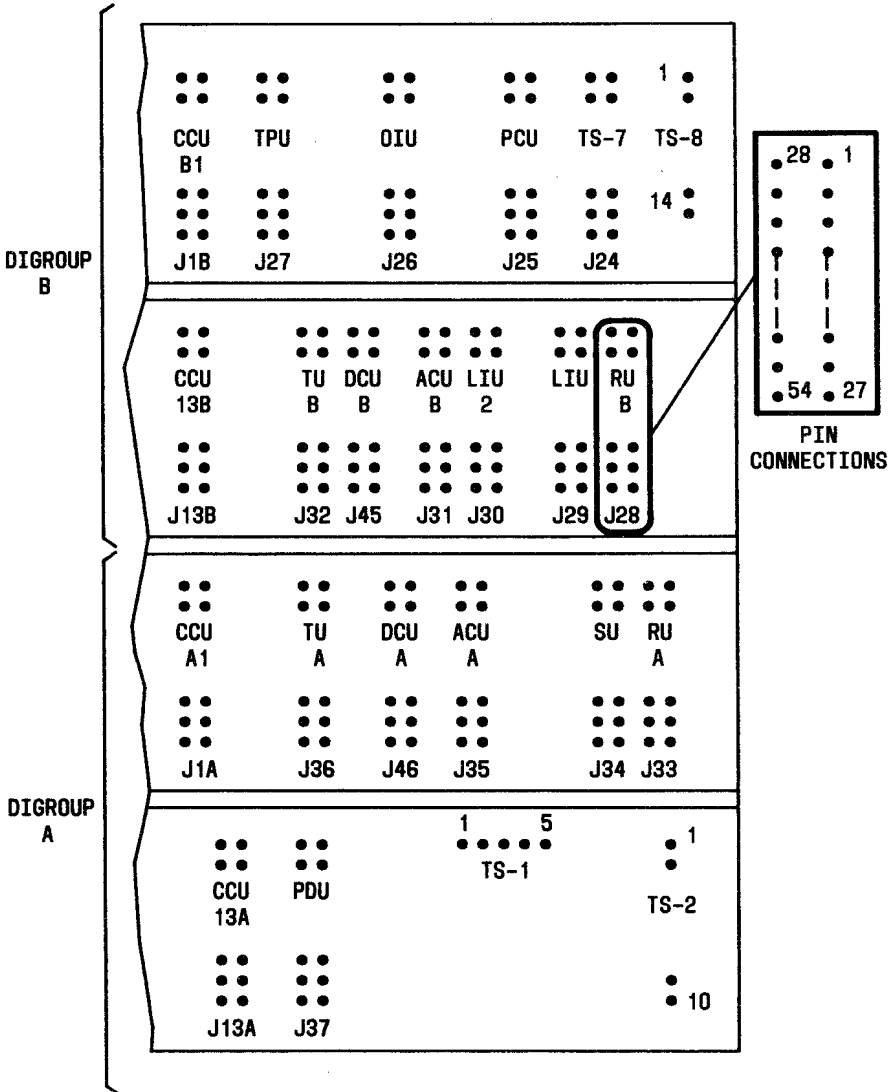 DIGROUP
B
1
CCU
B1
TPU
OIU
PCU
TS-7
TS-8
14
J1B
J27
J26
J25
J24
28
1
54
27
PIN
CONNECTIONS
CCU
13B
TU
B
DCU
B
ACU
B
LIU
2
LIU
RU
B
J13B
J32
J45
J31
J30
J29
J28
DIGROUP
A
CCU
A1
TU
A
DCU
A
ACU
A
SU
RU
A
J1A
J36
J46
J35
J34
J33
1
5
TS-1
1
CCU
13A
PDU
TS-2
10
J13A
J37